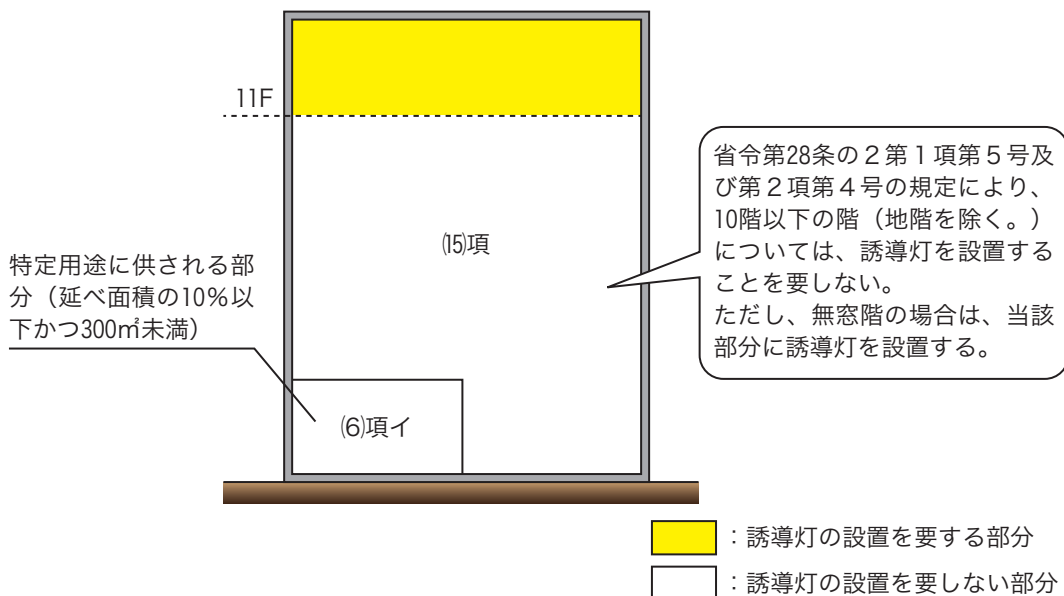 11F
省令第28条の2第1項第5号及
び第2項第4号の規定により、
10階以下の階（地階を除く。）
については、誘導灯を設置する
ことを要しない。
ただし、無窓階の場合は、当該
部分に誘導灯を設置する。
⒂項
特定用途に供される部
分（延べ面積の10％以
下かつ300㎡未満）
⑹項イ
：誘導灯の設置を要する部分
：誘導灯の設置を要しない部分